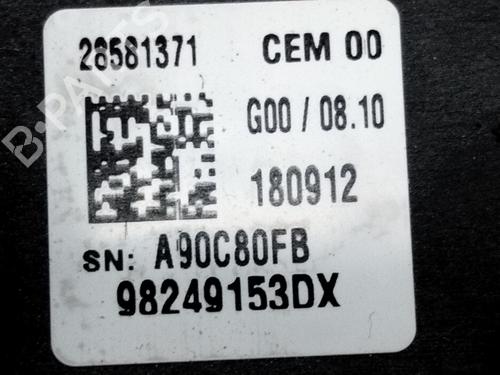 28581371 CEM 00
G00 / 08.10
180912
SN: A90C80FB
98249153DX
B-PARTS